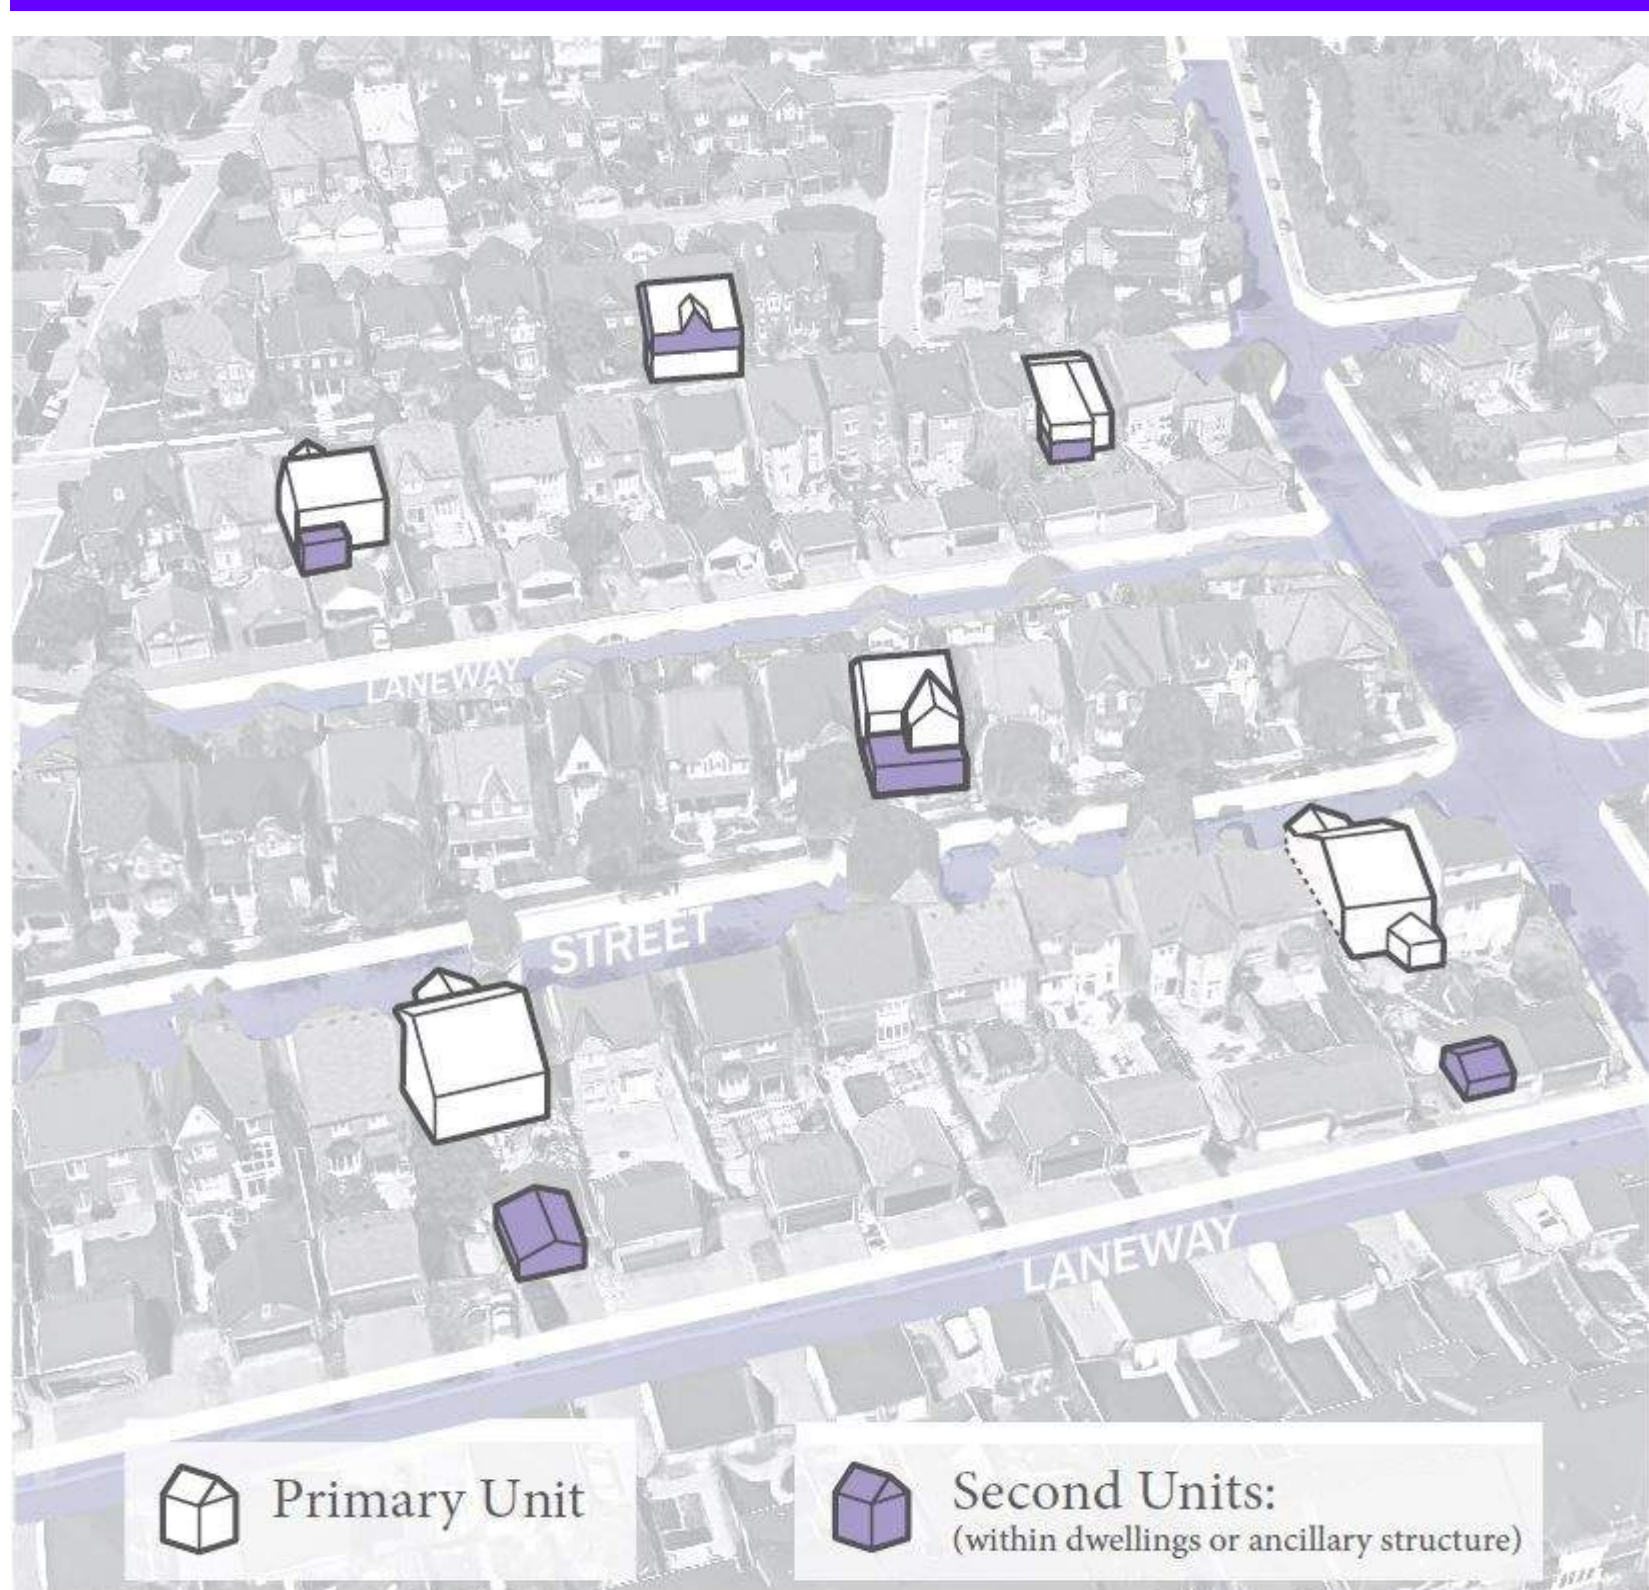 LANEWAY
STREET
LANEWAY
Primary Unit
Second Units:
(within dwellings or ancillary structure)